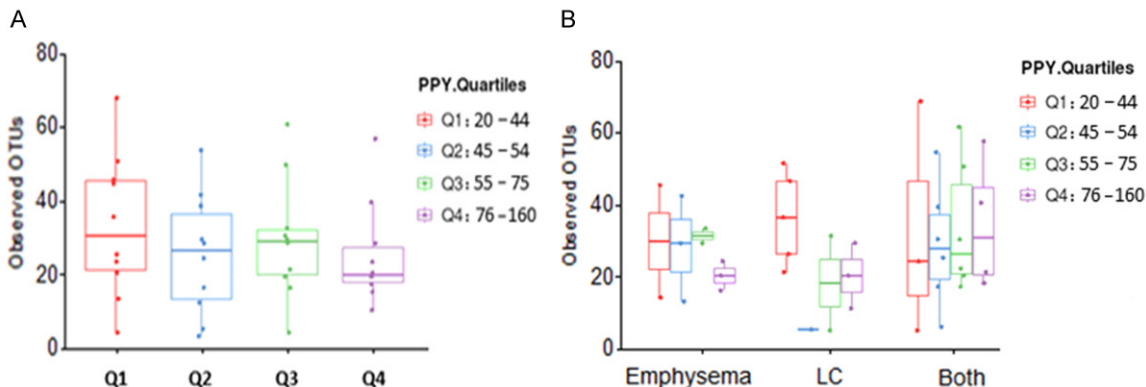 A
Observed OTUs
80
60
40
20
0
Q1 Q2 Q3 Q4
PPY.Quartiles
Q1: 20-44
Q2: 45-54
Q3: 55-75
Q4: 76-160
B
Observed OTUs
80
60
40
20
0
Emphysema LC Both
PPY.Quartiles
Q1: 20-44
Q2: 45-54
Q3: 55-75
Q4: 76-160